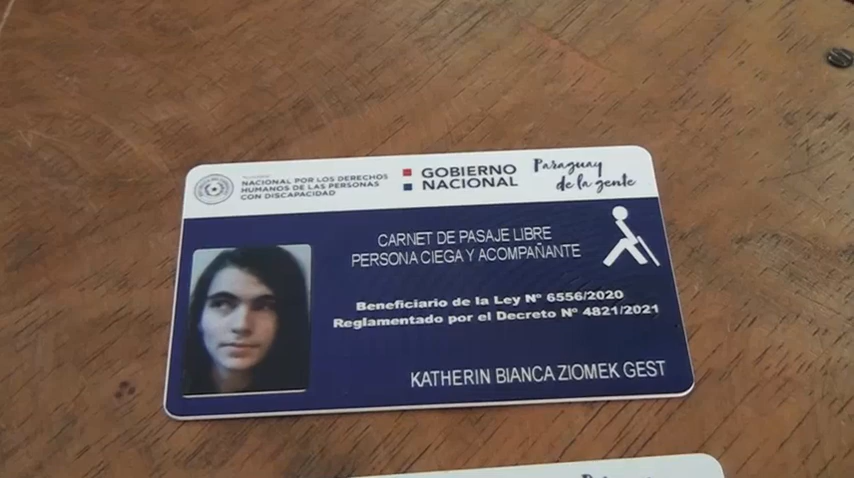 NACIONAL POR LOS DERECHOS
HUMANOS DE LAS PERSONAS
CON DISCAPACIDAD
GOBIERNO
NACIONAL
Paraguay
de la gente
CARNET DE PASAJE LIBRE
PERSONA CIEGA Y ACOMPAÑANTE
Beneficiario de la Ley Nº 6556/2020
Reglamentado por el Decreto Nº 4821/2021
KATHERIN BIANCA ZIOMEK GEST